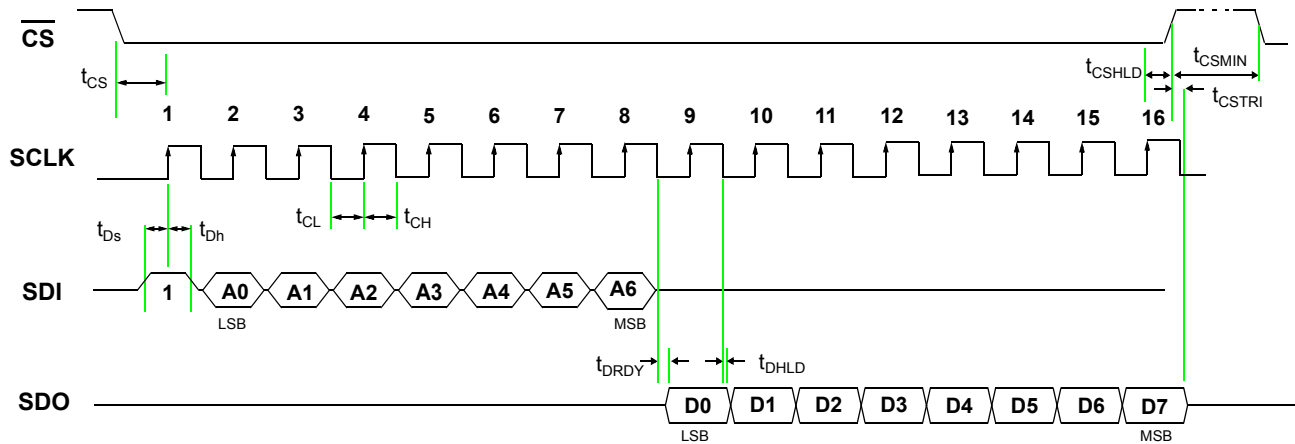 CS
tCS
tCSHLD
tCSMIN
tCSTRI
1 2 3 4 5 6 7 8 9 10 11 12 13 14 15 16
SCLK
tDs
tDh
tCL
tCH
SDI
1 A0 A1 A2 A3 A4 A5 A6
LSB MSB
tDRDY
tDHLD
SDO
D0 D1 D2 D3 D4 D5 D6 D7
LSB MSB